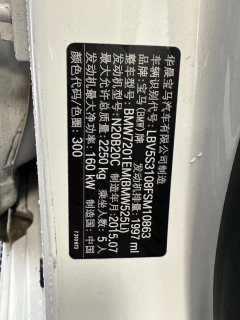 华晨宝马汽车有限公司制造
车辆识别代号: LBV5S3108FSM10863
品牌: 宝马(BMW) 发动机排量: 1997 ml
型号: BMW7201EM(BMW525Li)
发动机型号: N20B20C
制造年月: 2015.07
最大允许总质量: 2250 kg 乘坐人数: 5 人
发动机最大净功率: 160 kW 制造国: 中国
颜色代码/色圈: 300